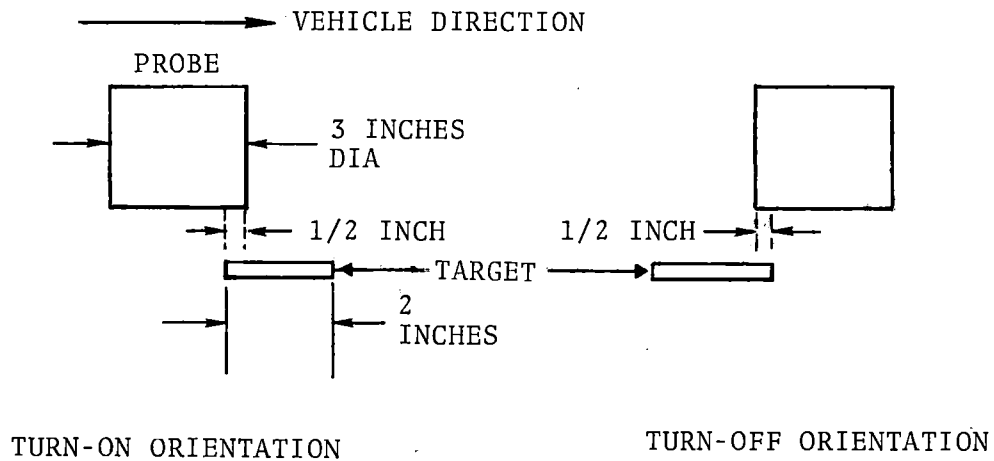 VEHICLE DIRECTION
PROBE
3 INCHES
DIA
1/2 INCH
1/2 INCH
TARGET
2
INCHES
TURN-ON ORIENTATION
TURN-OFF ORIENTATION